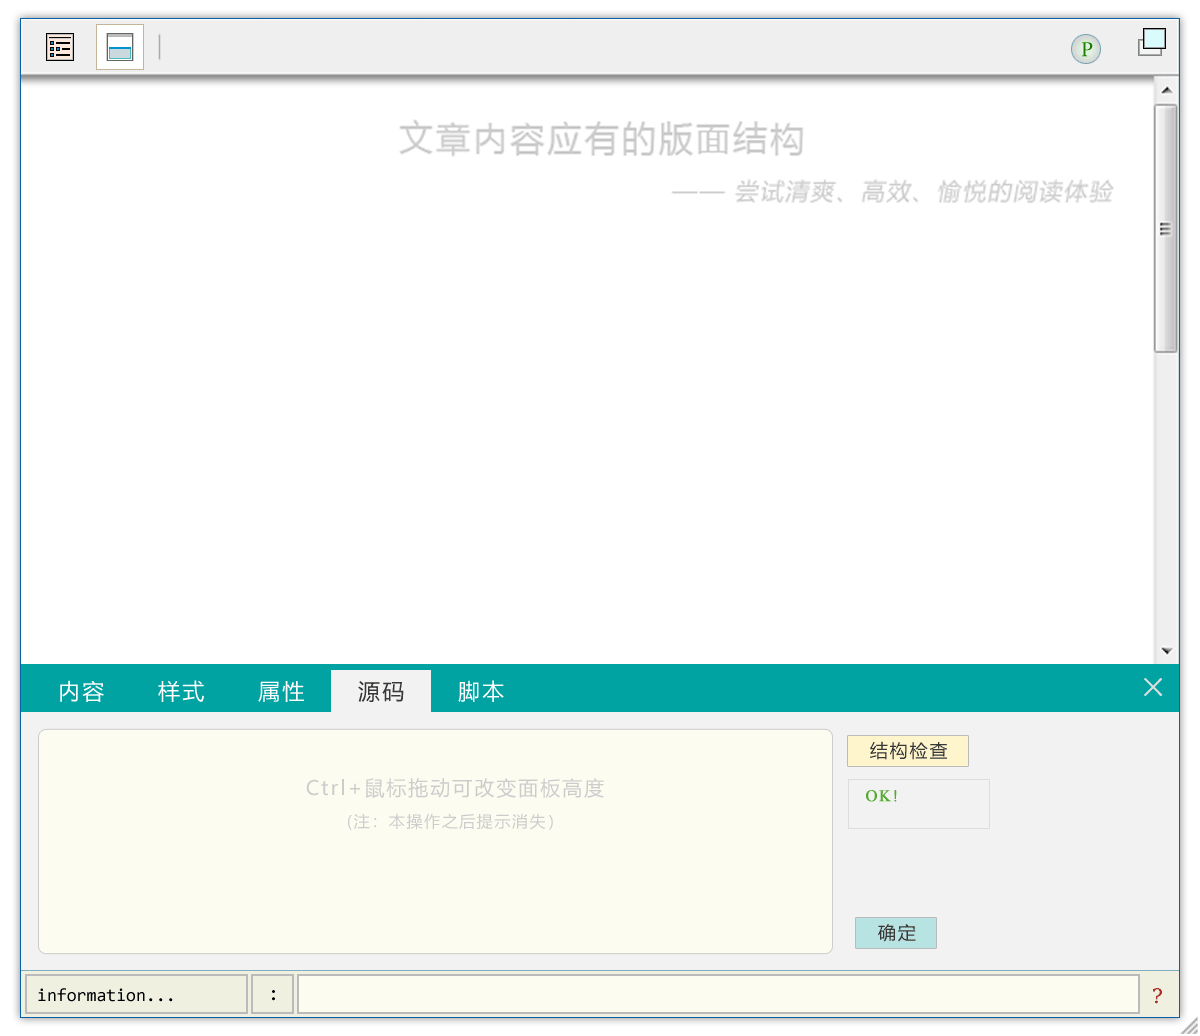 P
文章内容应有的版面结构
—— 尝试清爽、高效、愉悦的阅读体验
内容 样式 属性 源码 脚本
Ctrl+鼠标拖动可改变面板高度
(注：本操作之后提示消失)
结构检查
OK!
确定
information... : ?